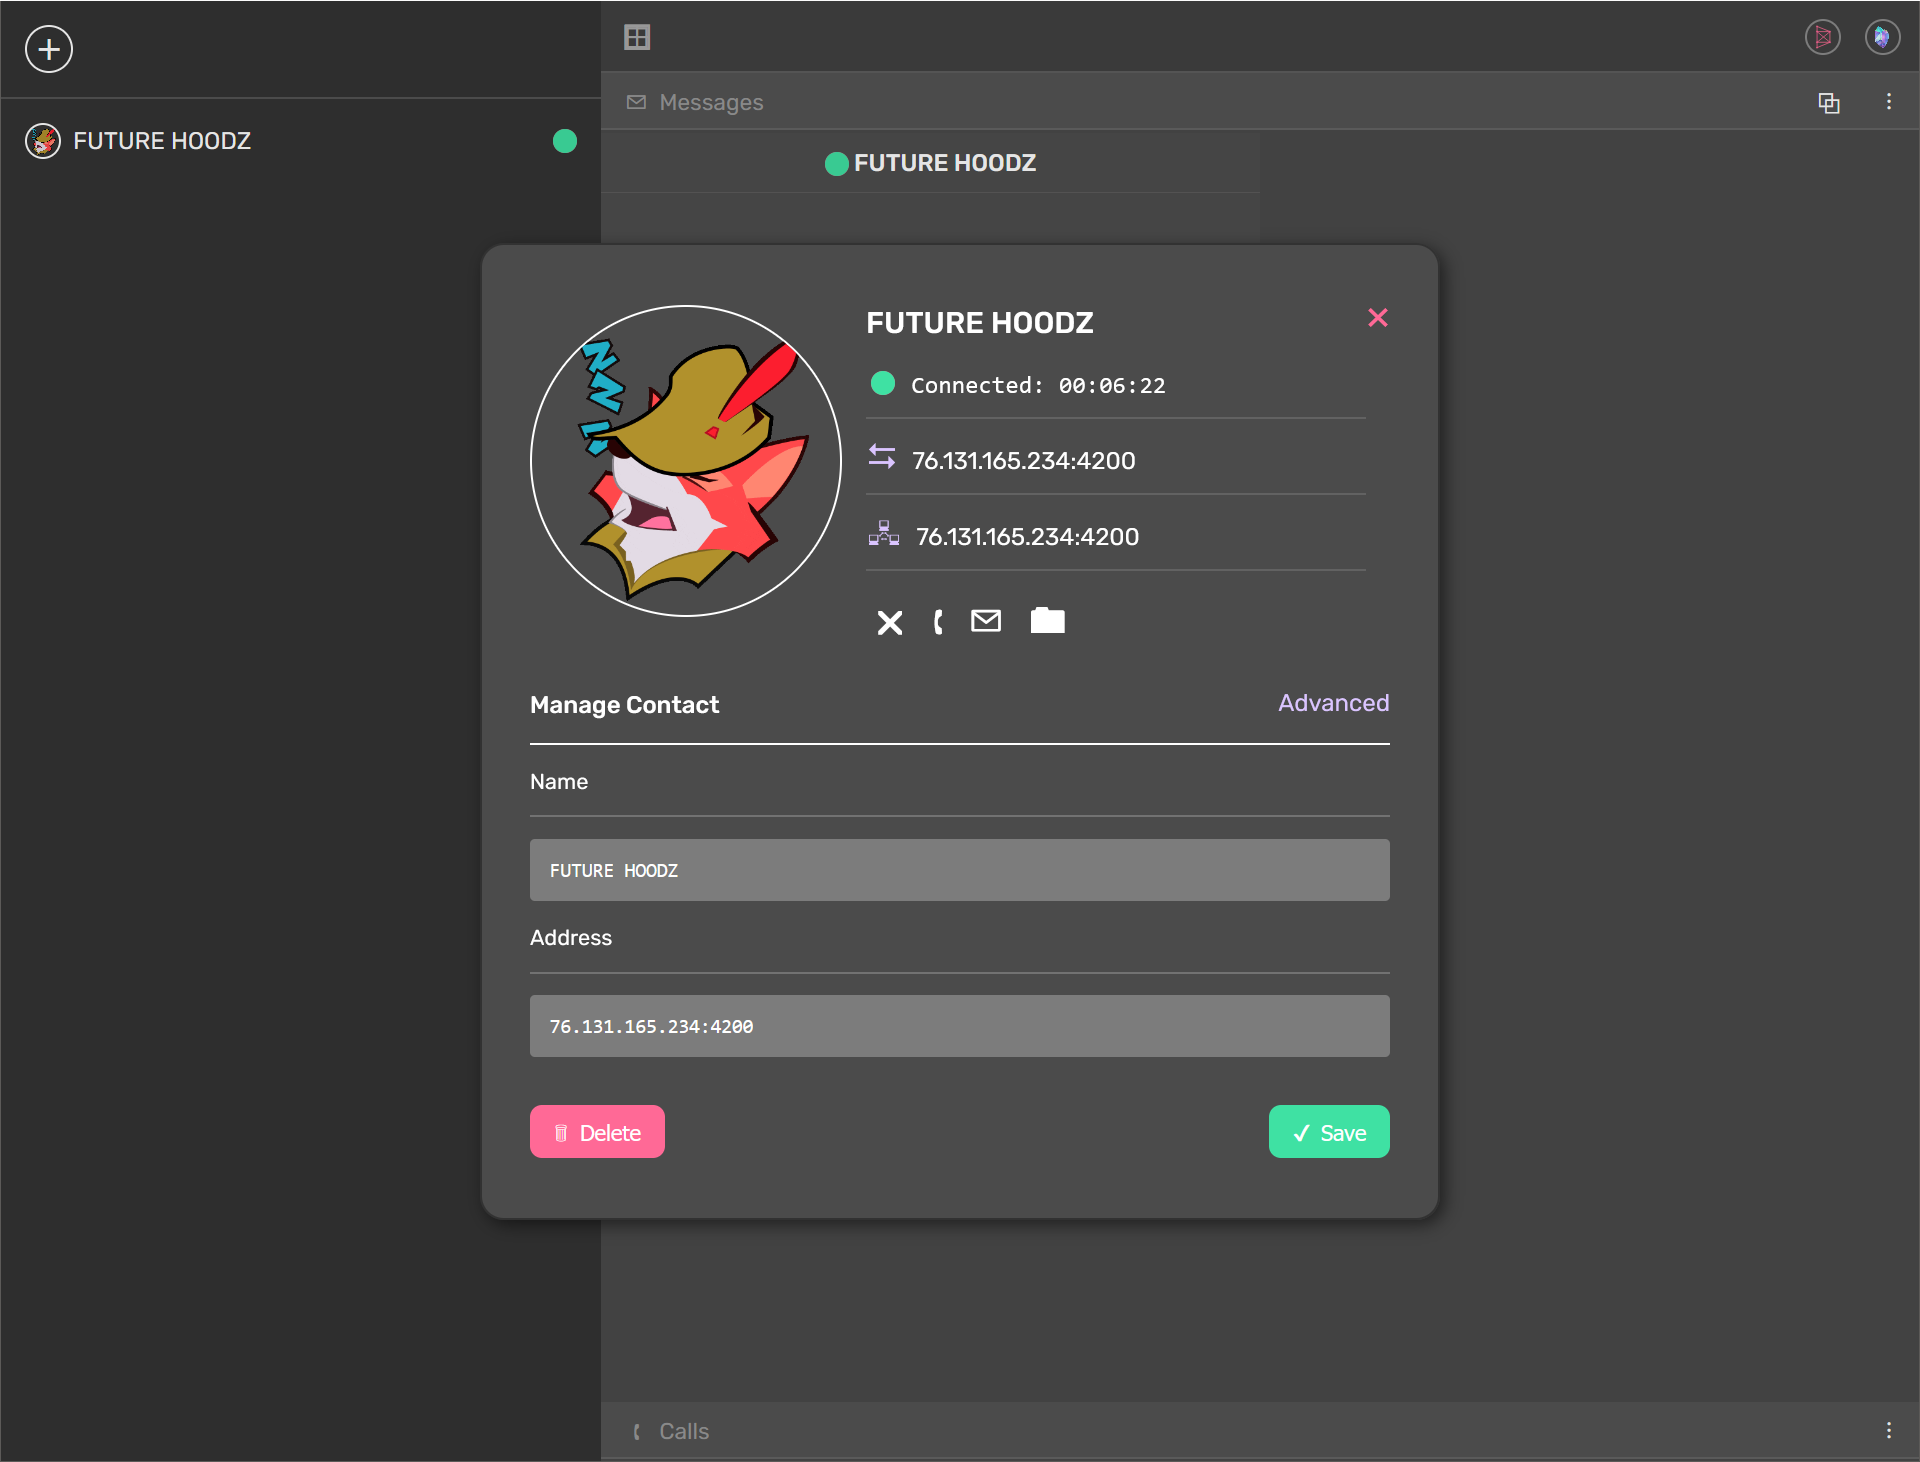 FUTURE HOODZ
Messages
FUTURE HOODZ
FUTURE HOODZ
Connected: 00:06:22
76.131.165.234:4200
76.131.165.234:4200
Manage Contact
Advanced
Name
FUTURE HOODZ
Address
76.131.165.234:4200
Delete
Save
Calls